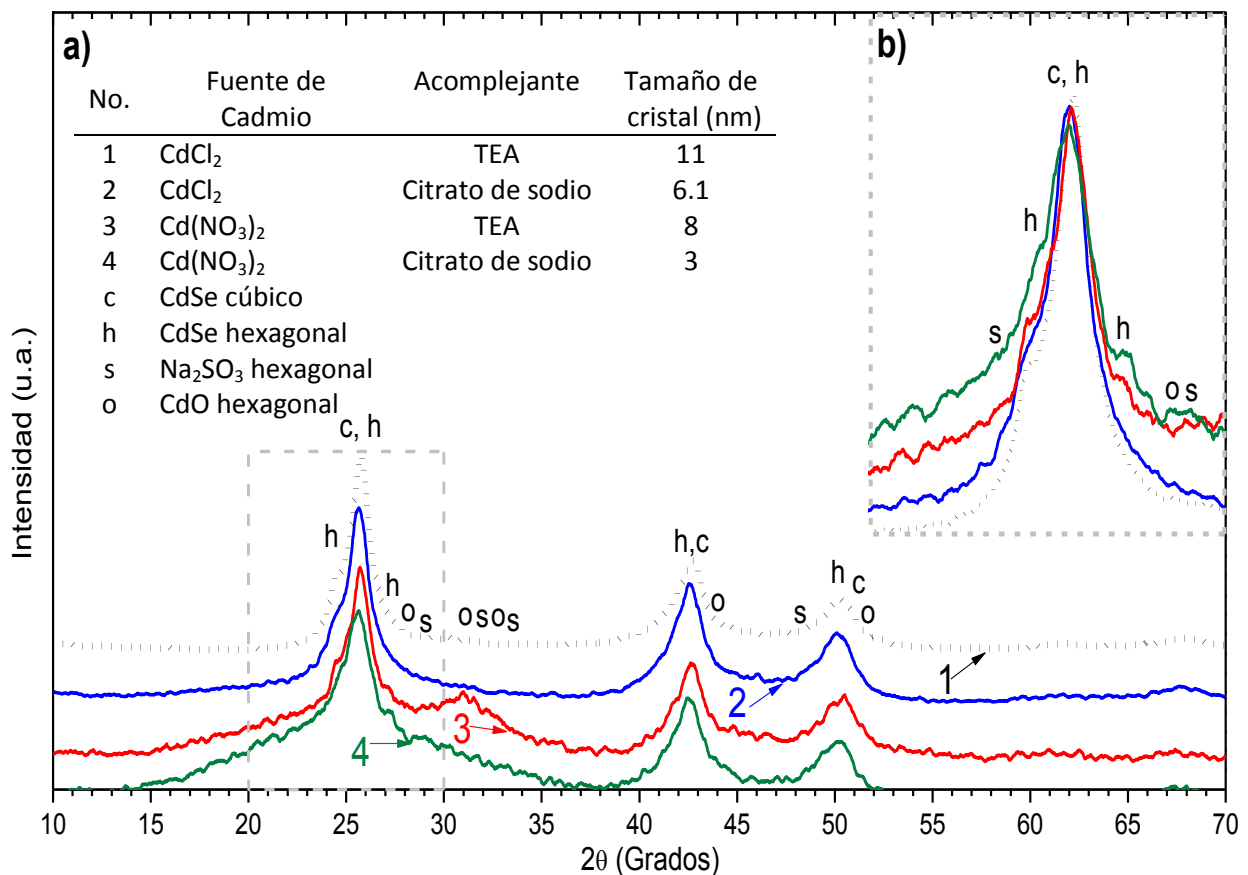 a)
No. Fuente de Cadmio Acomplejante Tamaño de cristal (nm)
1 CdCl₂ TEA 11
2 CdCl₂ Citrato de sodio 6.1
3 Cd(NO₃)₂ TEA 8
4 Cd(NO₃)₂ Citrato de sodio 3
c CdSe cúbico
h CdSe hexagonal
s Na₂SO₃ hexagonal
o CdO hexagonal
b)
c, h
h
s
h
o s
c, h
h
h
o s
o s o s
h,c
o
s
h
c
o
1
2
3
4
Intensidad (u.a.)
10 15 20 25 30 35 40 45 50 55 60 65 70
2θ (Grados)